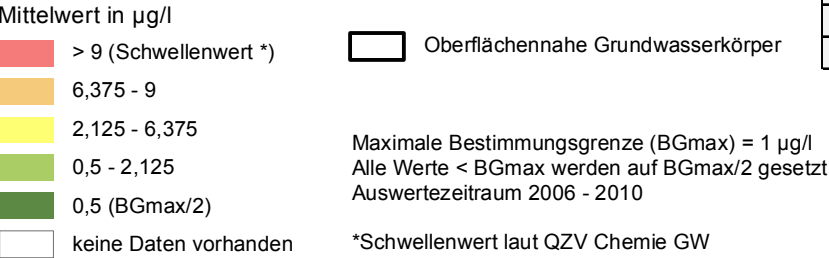 Mittelwert in µg/l
> 9 (Schwellenwert *)
6,375 - 9
2,125 - 6,375
0,5 - 2,125
0,5 (BGmax/2)
keine Daten vorhanden
Oberflächennahe Grundwasserkörper
Maximale Bestimmungsgrenze (BGmax) = 1 µg/l
Alle Werte < BGmax werden auf BGmax/2 gesetzt
Auswertezeitraum 2006 - 2010
*Schwellenwert laut QZV Chemie GW